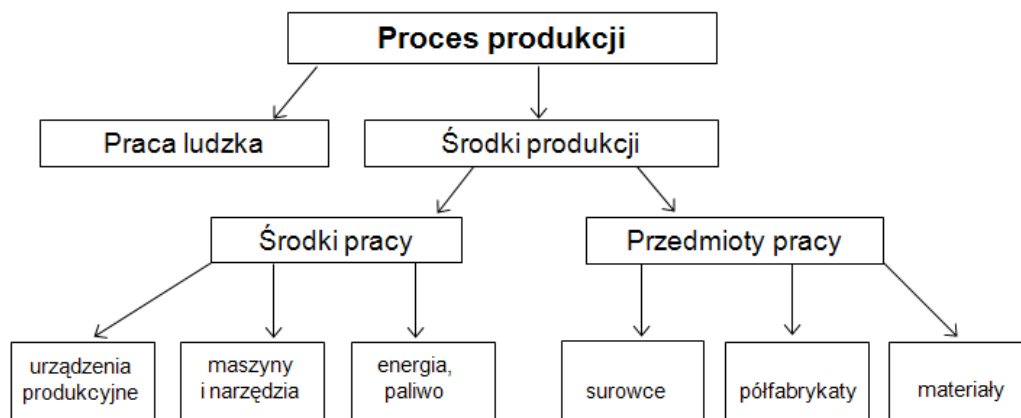 Proces produkcji
Praca ludzka
Środki produkcji
Środki pracy
Przedmioty pracy
urządzenia
produkcyjne
maszyny
i narzędzia
energia,
paliwo
surowce
półfabrykaty
materiały